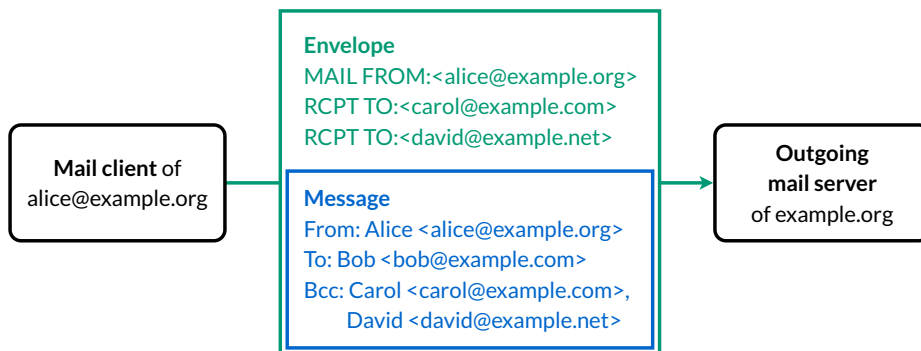 Mail client of
alice@example.org
Envelope
MAIL FROM:<alice@example.org>
RCPT TO:<carol@example.com>
RCPT TO:<david@example.net>
Message
From: Alice <alice@example.org>
To: Bob <bob@example.com>
Bcc: Carol <carol@example.com>,
David <david@example.net>
Outgoing
mail server
of example.org